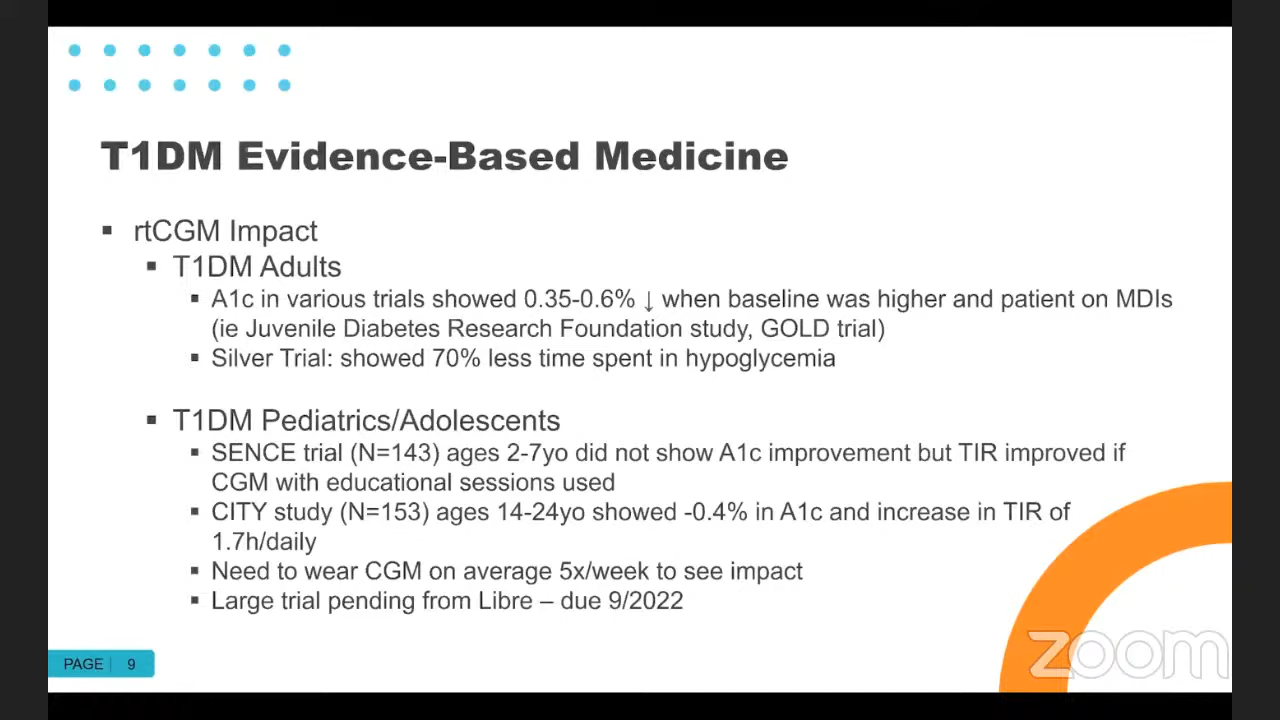 T1DM Evidence-Based Medicine
▪ rtCGM Impact
▪ T1DM Adults
▪ A1c in various trials showed 0.35-0.6% ↓ when baseline was higher and patient on MDIs
(ie Juvenile Diabetes Research Foundation study, GOLD trial)
▪ Silver Trial: showed 70% less time spent in hypoglycemia
▪ T1DM Pediatrics/Adolescents
▪ SENCE trial (N=143) ages 2-7yo did not show A1c improvement but TIR improved if
CGM with educational sessions used
▪ CITY study (N=153) ages 14-24yo showed -0.4% in A1c and increase in TIR of
1.7h/daily
▪ Need to wear CGM on average 5x/week to see impact
▪ Large trial pending from Libre – due 9/2022
PAGE | 9
zoom